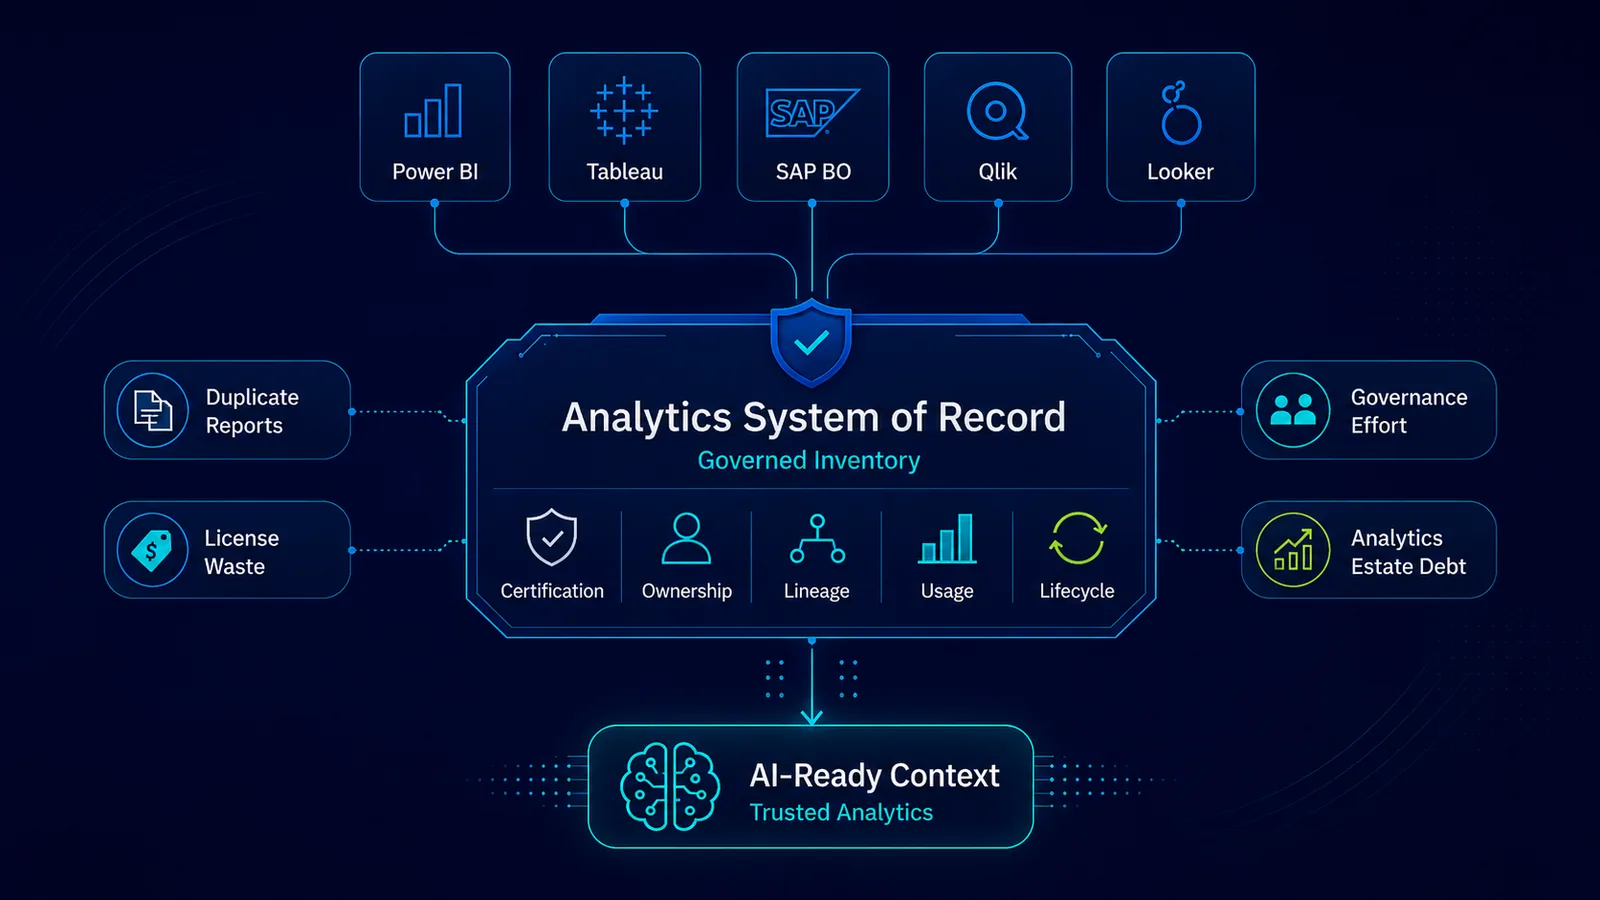 SAP
Power BI
Tableau
SAP BO
Qlik
Looker
Analytics System of Record
Governed Inventory
Duplicate
Reports
License
Waste
Governance
Effort
Analytics
Estate Debt
$
Certification
Ownership
Lineage
Usage
Lifecycle
AI-Ready Context
Trusted Analytics